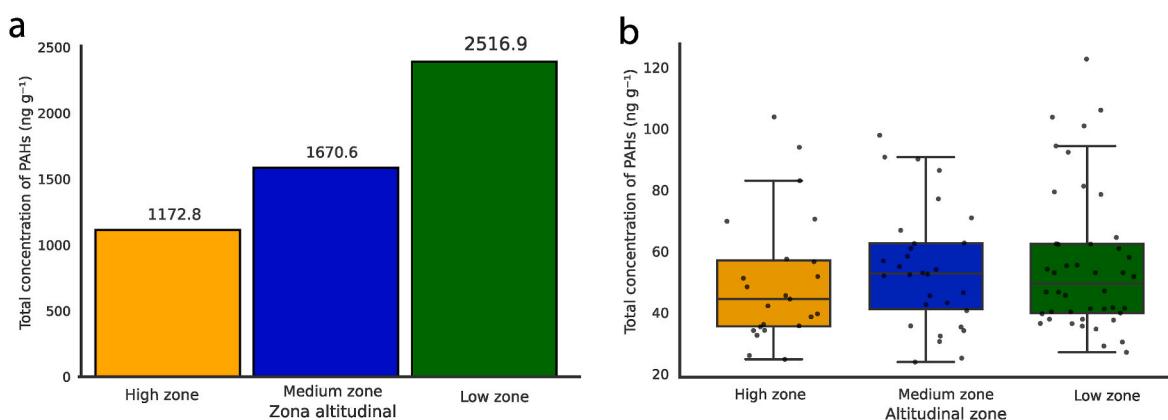 a
Total concentration of PAHs (ng g⁻¹)
2500
2000
1500
1000
500
0
1172.8
1670.6
2516.9
High zone
Medium zone
Low zone
Zona altitudinal
b
Total concentration of PAHs (ng g⁻¹)
120
100
80
60
40
20
High zone
Medium zone
Low zone
Altitudinal zone